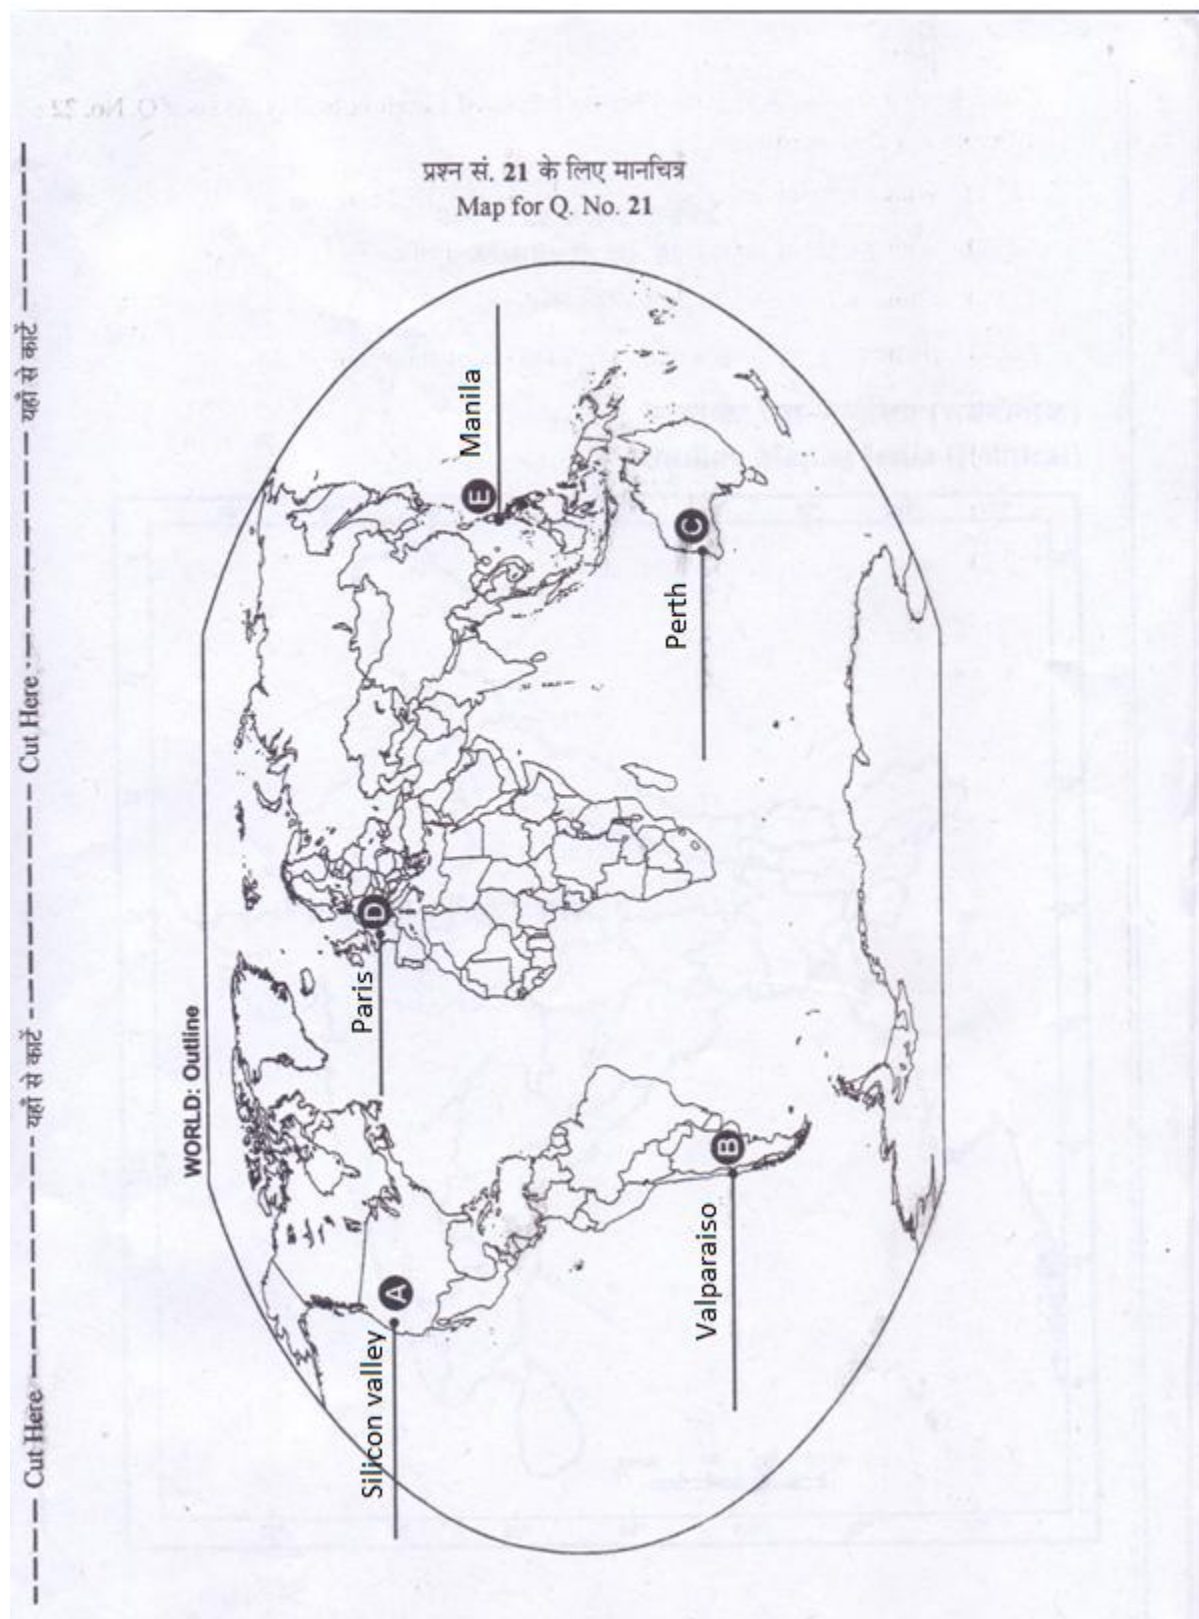 प्रश्न सं. 21 के लिए मानचित्र
Map for Q. No. 21
Cut Here यहाँ से काटें Cut Here यहाँ से काटें
WORLD: Outline
A
Silicon valley
B
Valparaiso
C
Perth
D
Paris
E
Manila